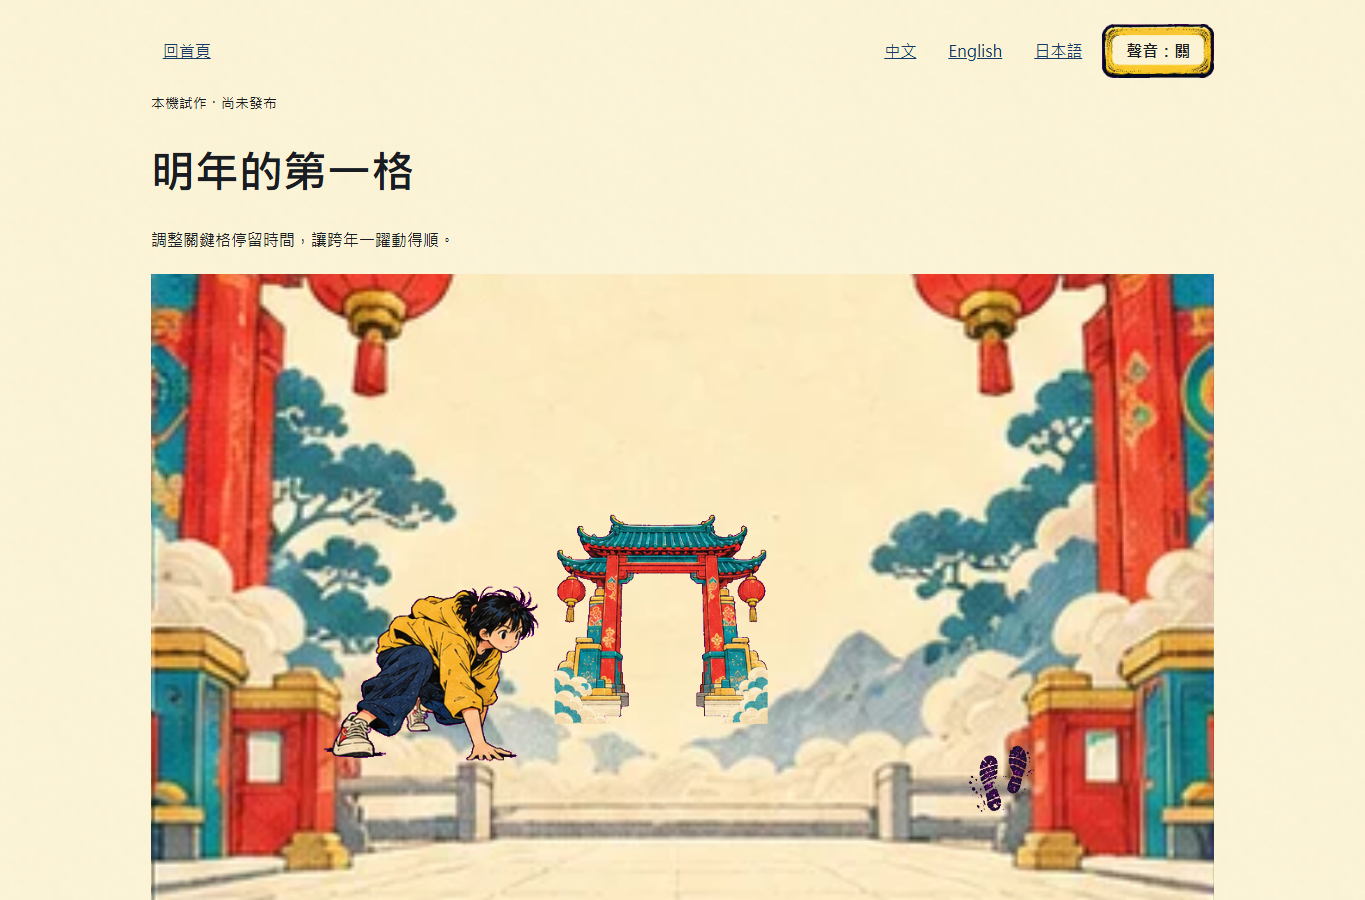 回首頁
中文 English 日本語 聲音：關
本機試作・尚未發布
明年的第一格
調整關鍵格停留時間，讓跨年一躍動得順。